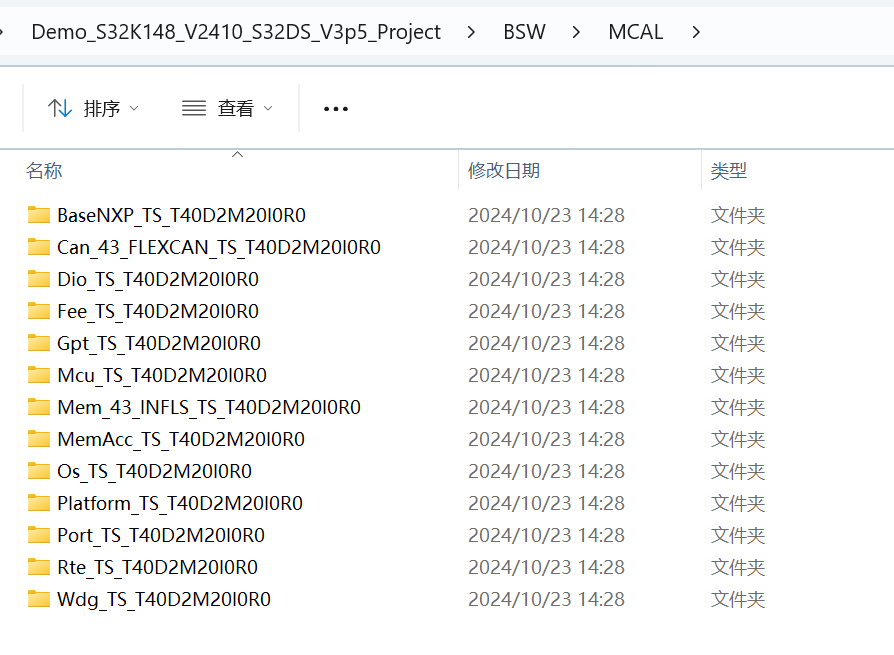 Demo_S32K148_V2410_S32DS_V3p5_Project > BSW > MCAL >
排序 查看 •••
名称 修改日期 类型
BaseNXP_TS_T40D2M20I0R0 2024/10/23 14:28 文件夹
Can_43_FLEXCAN_TS_T40D2M20I0R0 2024/10/23 14:28 文件夹
Dio_TS_T40D2M20I0R0 2024/10/23 14:28 文件夹
Fee_TS_T40D2M20I0R0 2024/10/23 14:28 文件夹
Gpt_TS_T40D2M20I0R0 2024/10/23 14:28 文件夹
Mcu_TS_T40D2M20I0R0 2024/10/23 14:28 文件夹
Mem_43_INFLS_TS_T40D2M20I0R0 2024/10/23 14:28 文件夹
MemAcc_TS_T40D2M20I0R0 2024/10/23 14:28 文件夹
Os_TS_T40D2M20I0R0 2024/10/23 14:28 文件夹
Platform_TS_T40D2M20I0R0 2024/10/23 14:28 文件夹
Port_TS_T40D2M20I0R0 2024/10/23 14:28 文件夹
Rte_TS_T40D2M20I0R0 2024/10/23 14:28 文件夹
Wdg_TS_T40D2M20I0R0 2024/10/23 14:28 文件夹